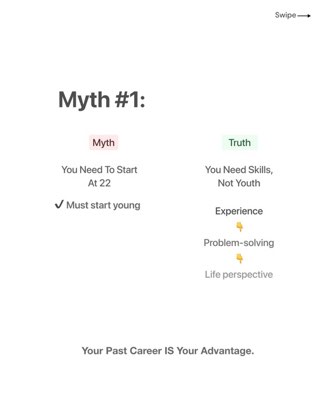 Swipe →
Myth #1:
Myth
You Need To Start
At 22
✓ Must start young
Truth
You Need Skills,
Not Youth
Experience
👇
Problem-solving
👇
Life perspective
Your Past Career IS Your Advantage.